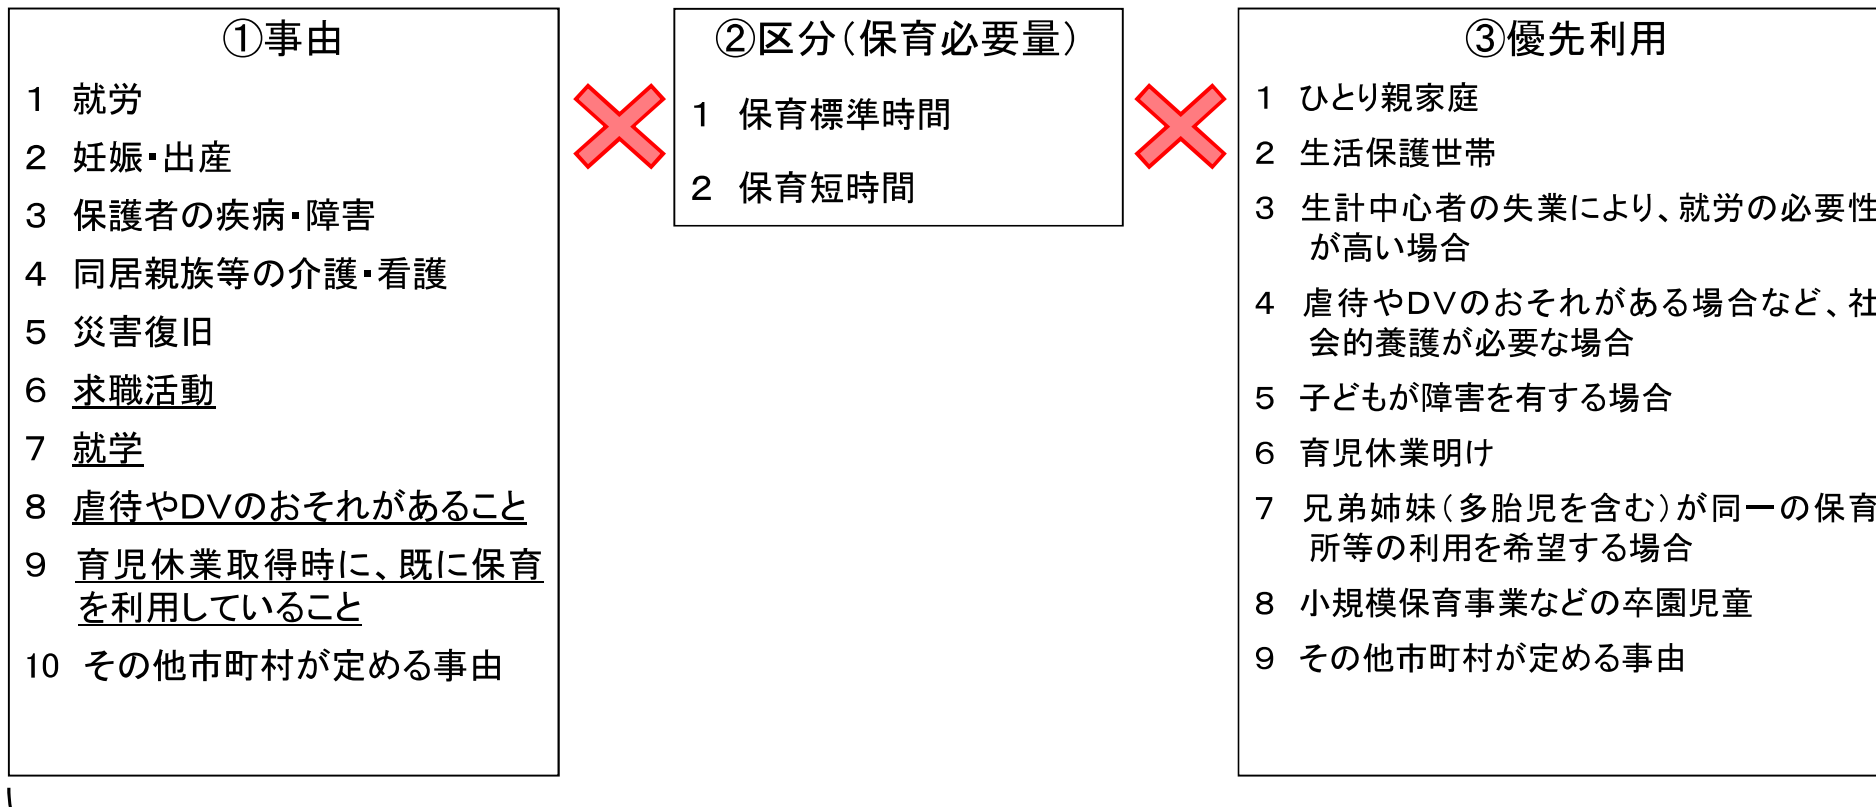 ①事由
1 就労
2 妊娠・出産
3 保護者の疾病・障害
4 同居親族等の介護・看護
5 災害復旧
6 求職活動
7 就学
8 虐待やDVのおそれがあること
9 育児休業取得時に、既に保育
を利用していること
10 その他市町村が定める事由
②区分(保育必要量)
1 保育標準時間
2 保育短時間
③優先利用
1 ひとり親家庭
2 生活保護世帯
3 生計中心者の失業により、就労の必要性
が高い場合
4 虐待やDVのおそれがある場合など、社
会的養護が必要な場合
5 子どもが障害を有する場合
6 育児休業明け
7 兄弟姉妹(多胎児を含む)が同一の保育
所等の利用を希望する場合
8 小規模保育事業などの卒園児童
9 その他市町村が定める事由